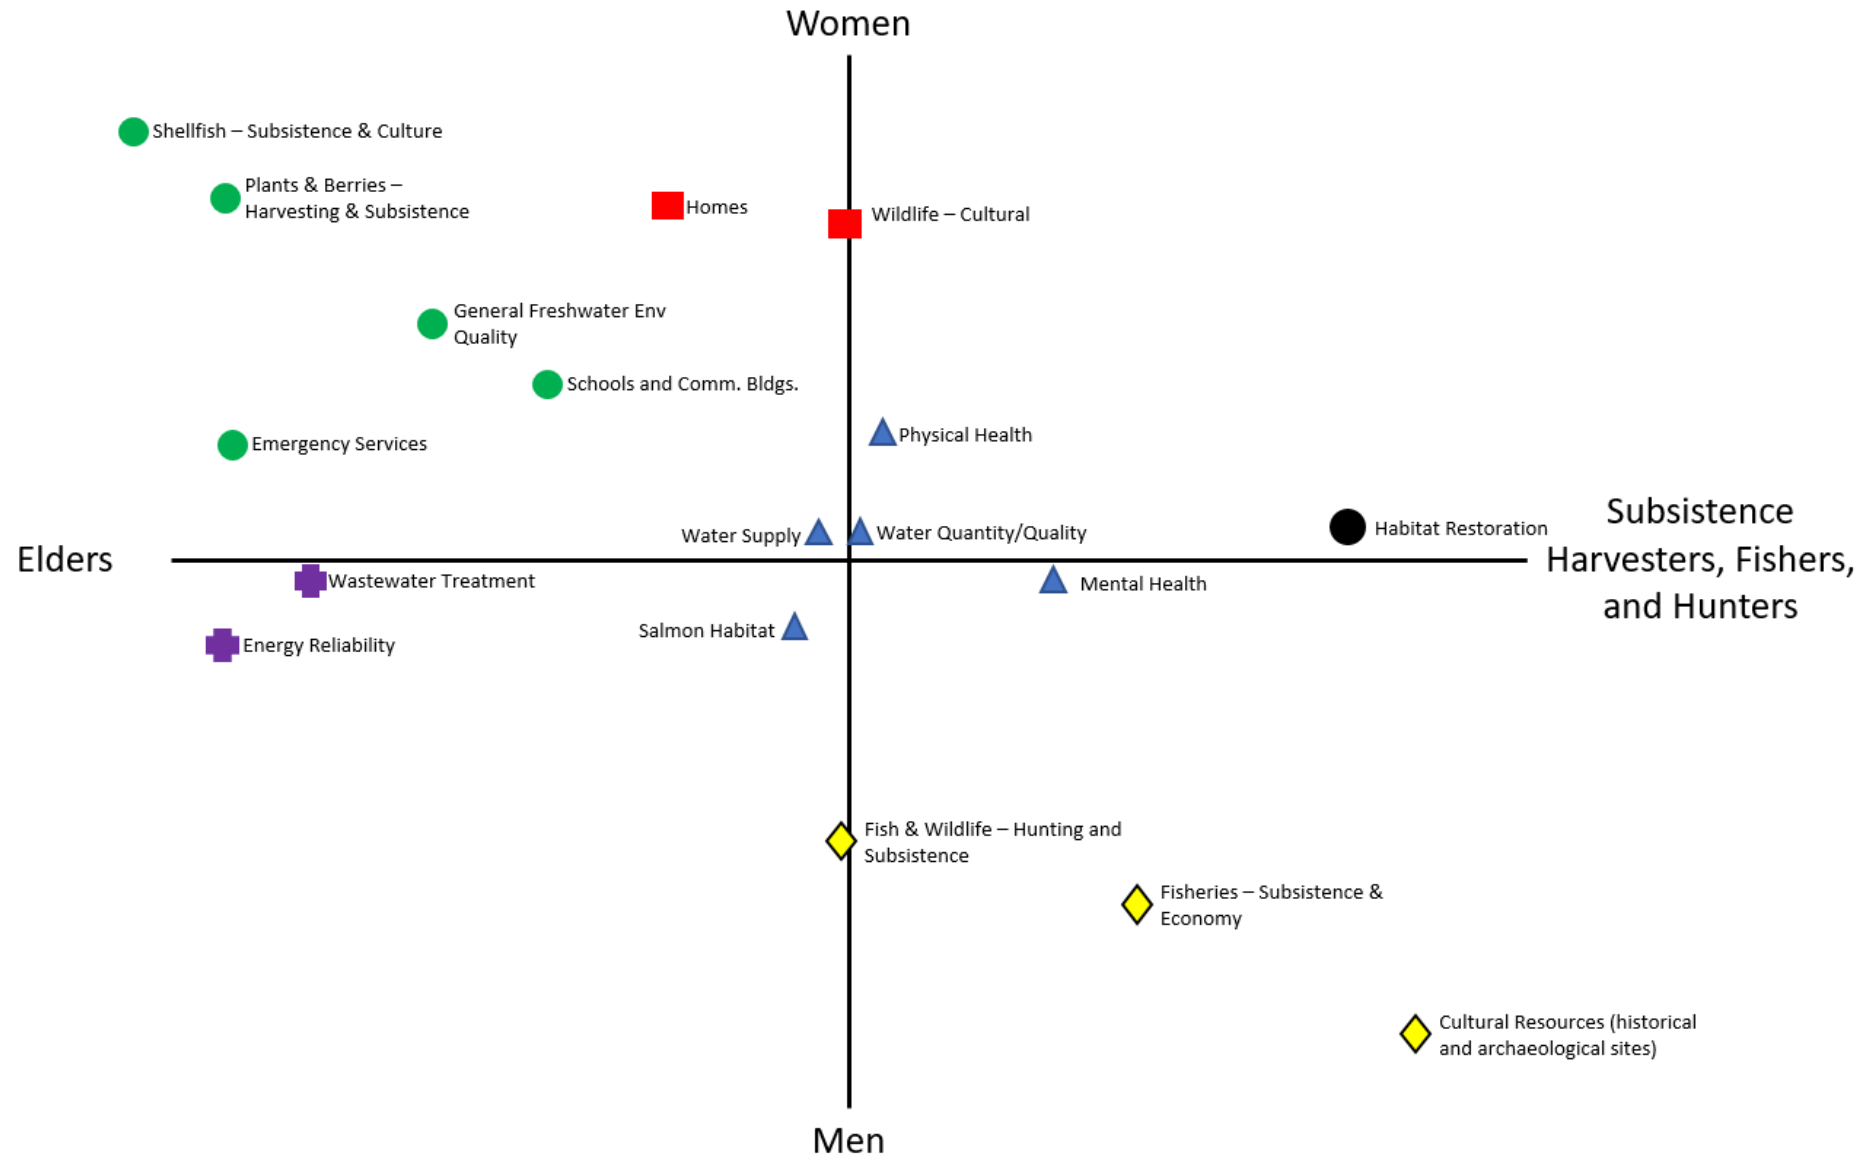 Women
Shellfish – Subsistence & Culture
Plants & Berries –
Harvesting & Subsistence
Homes
Wildlife – Cultural
General Freshwater Env
Quality
Schools and Comm. Bldgs.
Emergency Services
Physical Health
Water Supply
Water Quantity/Quality
Habitat Restoration
Elders
Subsistence
Harvesters, Fishers,
and Hunters
Wastewater Treatment
Mental Health
Salmon Habitat
Energy Reliability
Fish & Wildlife – Hunting and
Subsistence
Fisheries – Subsistence &
Economy
Cultural Resources (historical
and archaeological sites)
Men